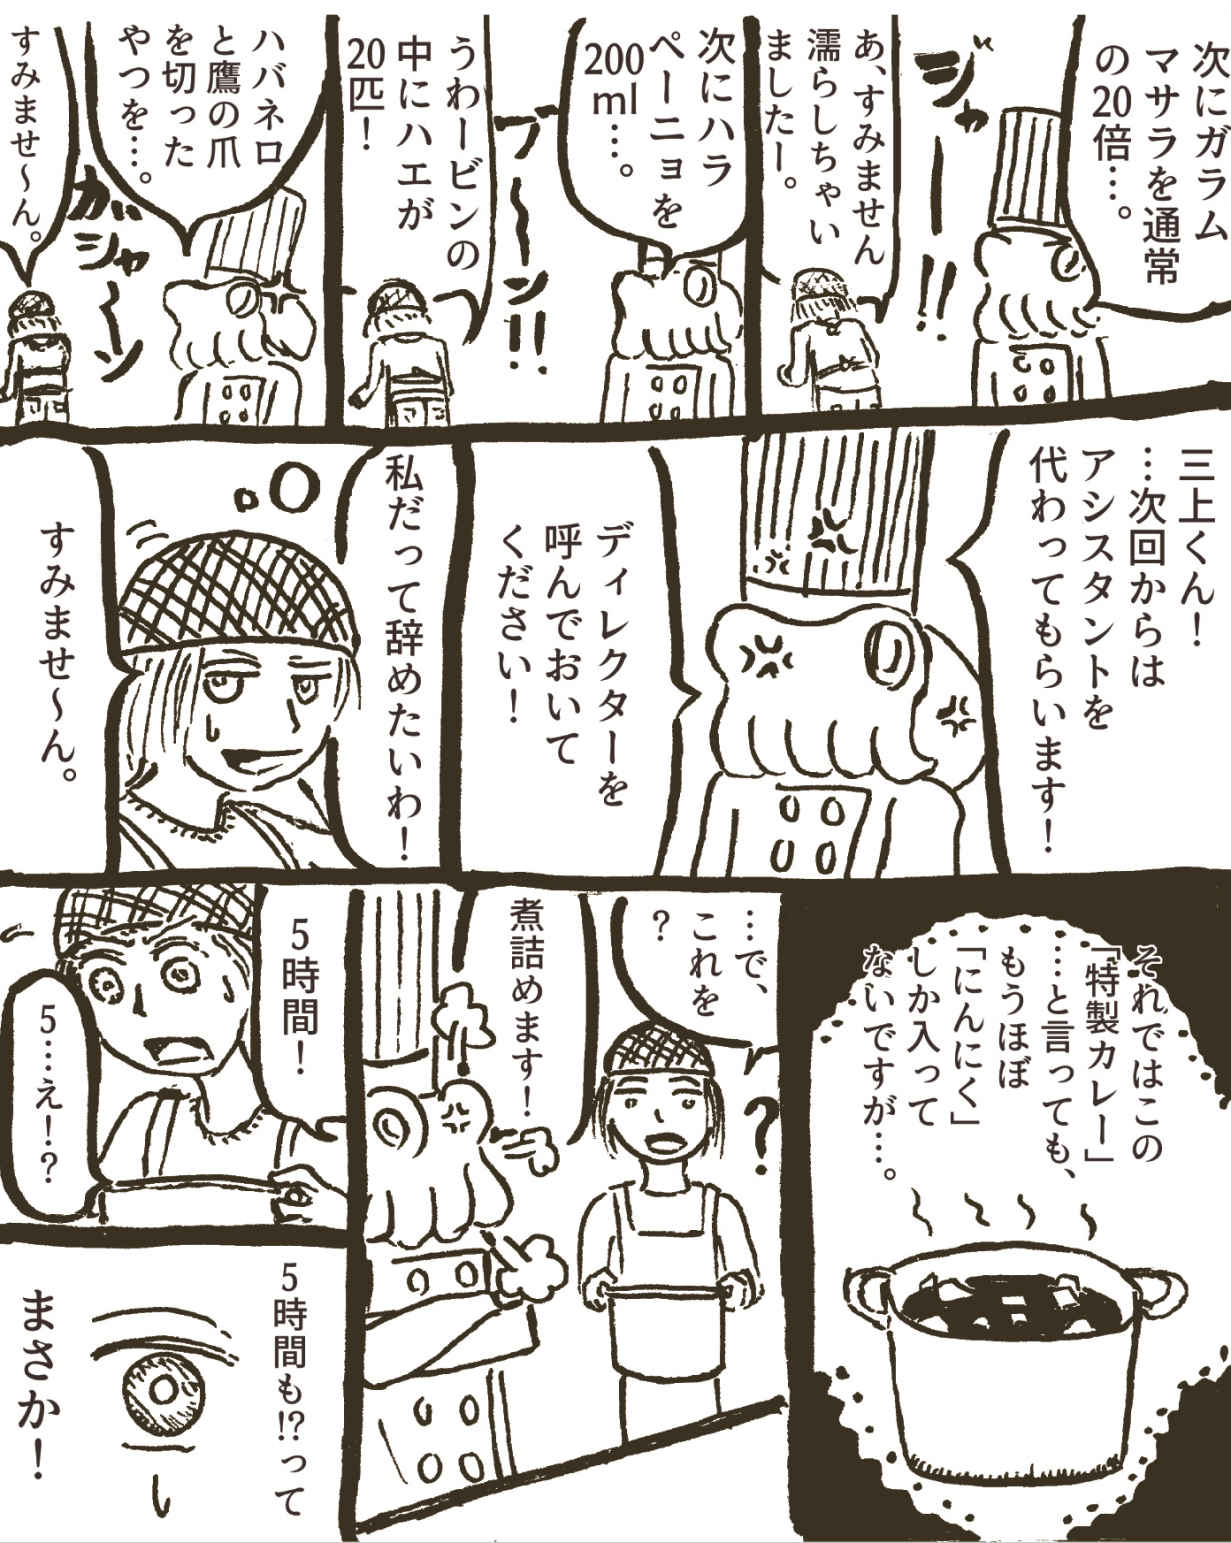 次にガラム
マサラを通常
の20倍…。
ジャーー!!
あ、すみません
濡らしちゃい
ましたー。
次にハラ
ペーニョを
200
ml…。
ブ〜〜ン!!
うわービンの
中にハエが
20匹!
ハバネロ
と鷹の爪
を切った
やつを…。
ガシャ〜ン
すみませ〜ん。
三上くん!
…次回からは
アシスタントを
代わってもらいます!
ディレクターを
呼んでおいて
ください!
私だって辞めたいわ!
すみませ〜ん。
それではこの
「特製カレー」
…と言っても、
もうほぼ
「にんにく」
しか入って
ないですが…。
…で、
これを
?
?
煮詰めます!
5時間!
5…え!?
5時間も!?って
まさか!